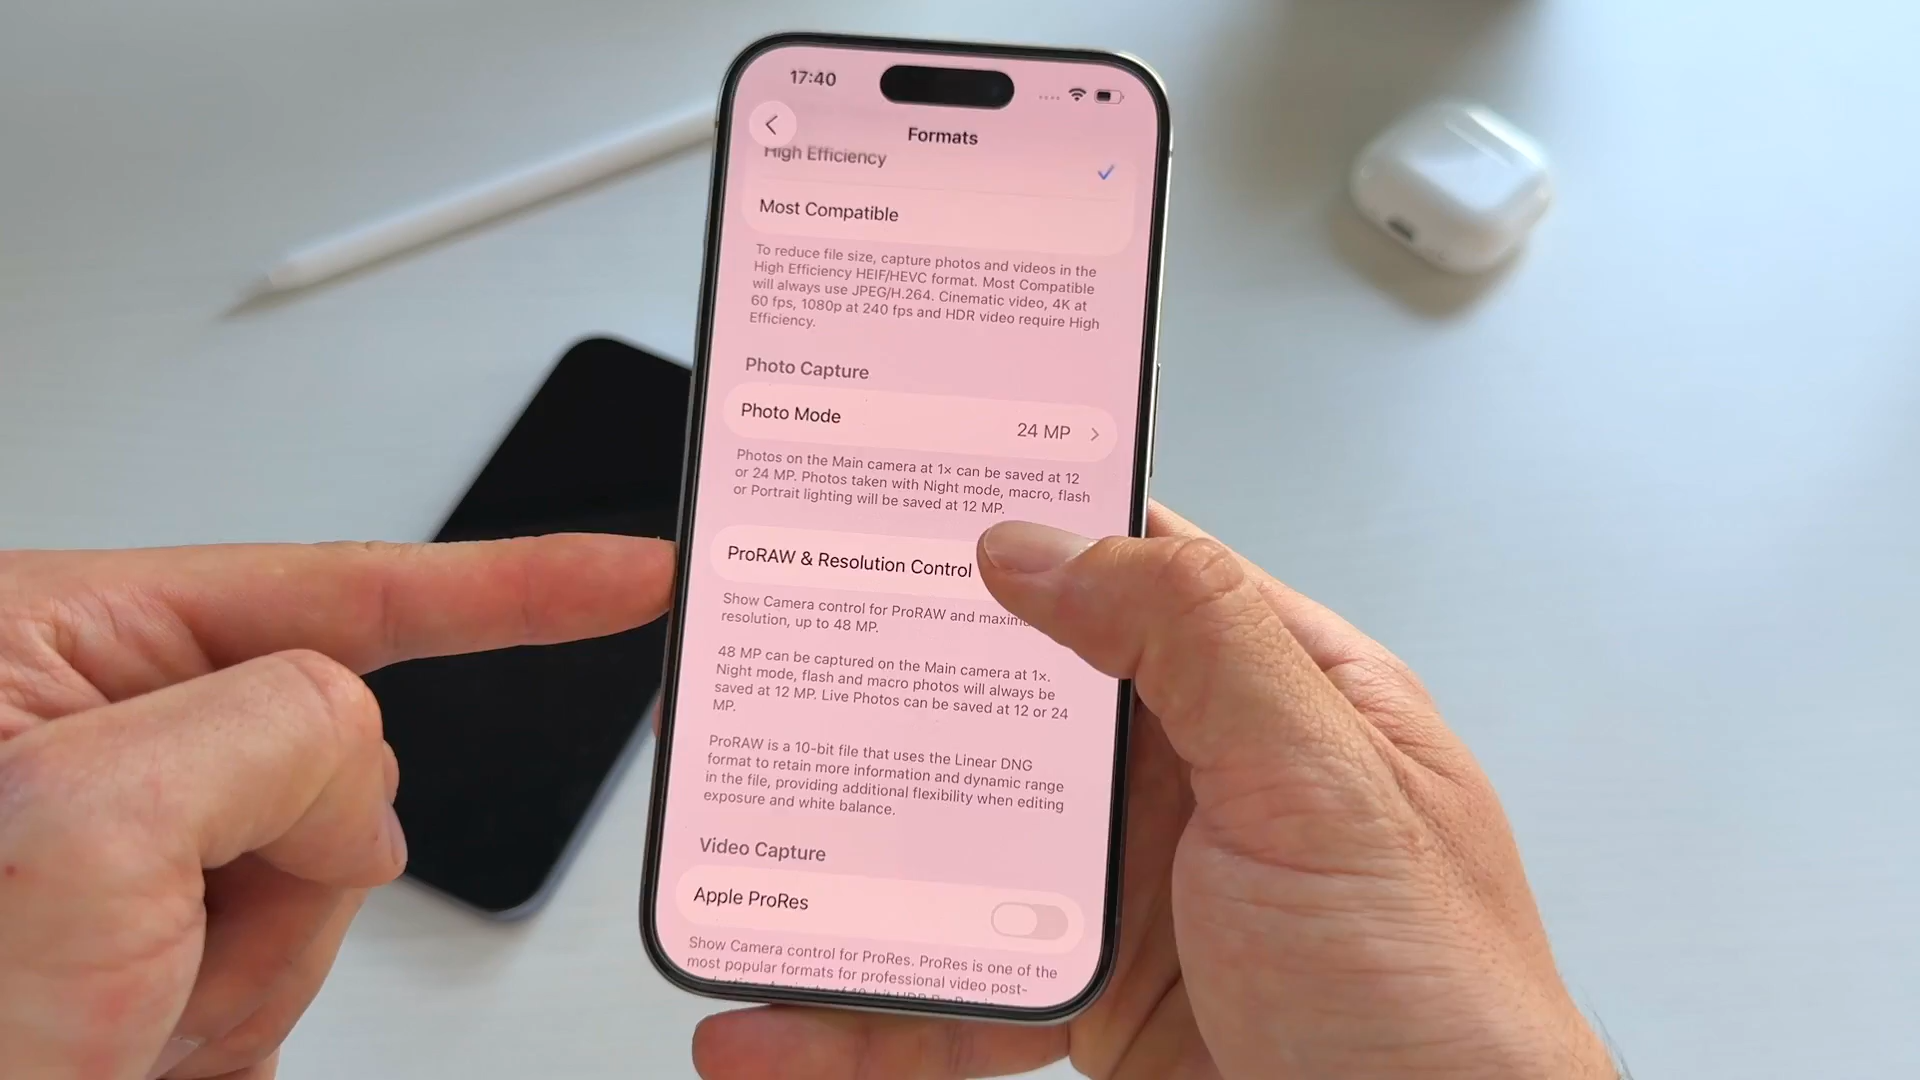 17:40
Formats
High Efficiency
Most Compatible
To reduce file size, capture photos and videos in the
High Efficiency HEIF/HEVC format. Most Compatible
will always use JPEG/H.264. Cinematic video, 4K at
60 fps, 1080p at 240 fps and HDR video require High
Efficiency.
Photo Capture
Photo Mode
24 MP
Photos on the Main camera at 1× can be saved at 12
or 24 MP. Photos taken with Night mode, macro, flash
or Portrait lighting will be saved at 12 MP.
ProRAW & Resolution Control
Show Camera control for ProRAW and
resolution, up to 48 MP.
48 MP can be captured on the Main camera at 1x.
Night mode, flash and macro photos will always be
saved at 12 MP. Live Photos can be saved at 12 or 24
MP.
ProRAW is a 10-bit file that uses the Linear DNG
format to retain more information and dynamic range
in the file, providing additional flexibility when editing
exposure and white balance.
Video Capture
Apple ProRes
Show Camera control for ProRes. ProRes is one of the
most popular formats for professional video post-